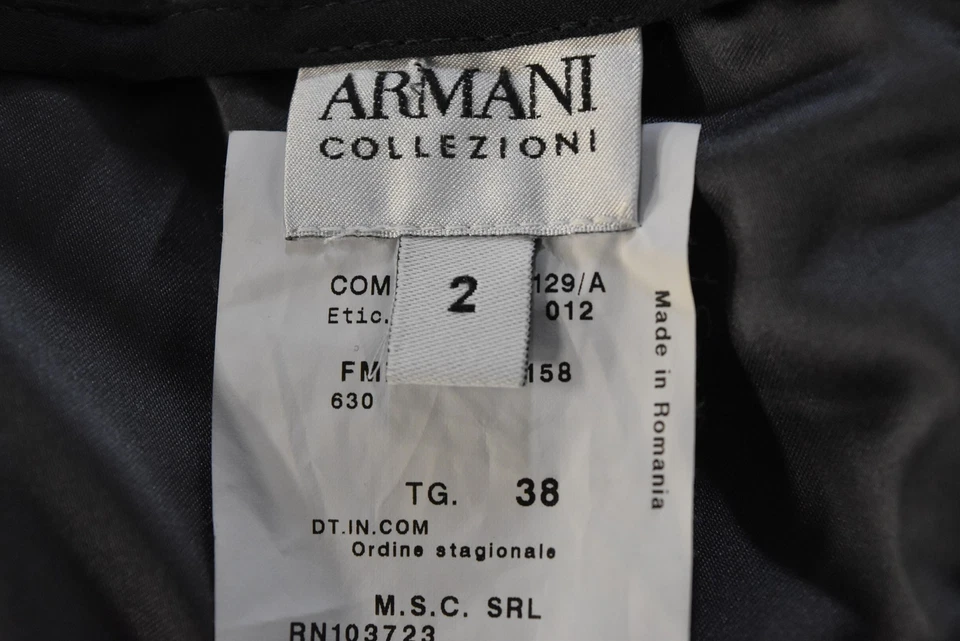 ARMANI
COLLEZIONI
2
COM 129/A
Etic. 012
FM 158
630
TG. 38
DT.IN.COM
Ordine stagionale
M.S.C. SRL
RN103723
Made in Romania